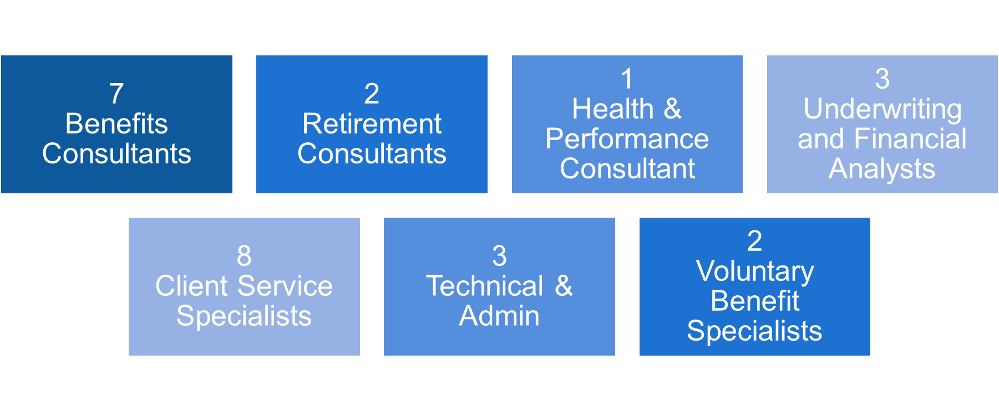 7
Benefits
Consultants
2
Retirement
Consultants
1
Health &
Performance
Consultant
3
Underwriting
and Financial
Analysts
8
Client Service
Specialists
3
Technical &
Admin
2
Voluntary
Benefit
Specialists